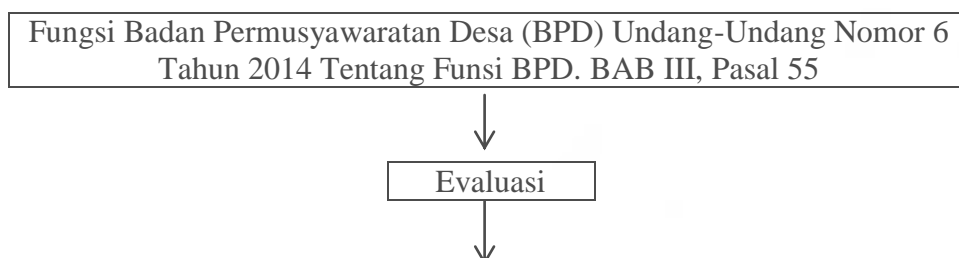 Fungsi Badan Permusyawaratan Desa (BPD) Undang-Undang Nomor 6
Tahun 2014 Tentang Funsi BPD. BAB III, Pasal 55
Evaluasi